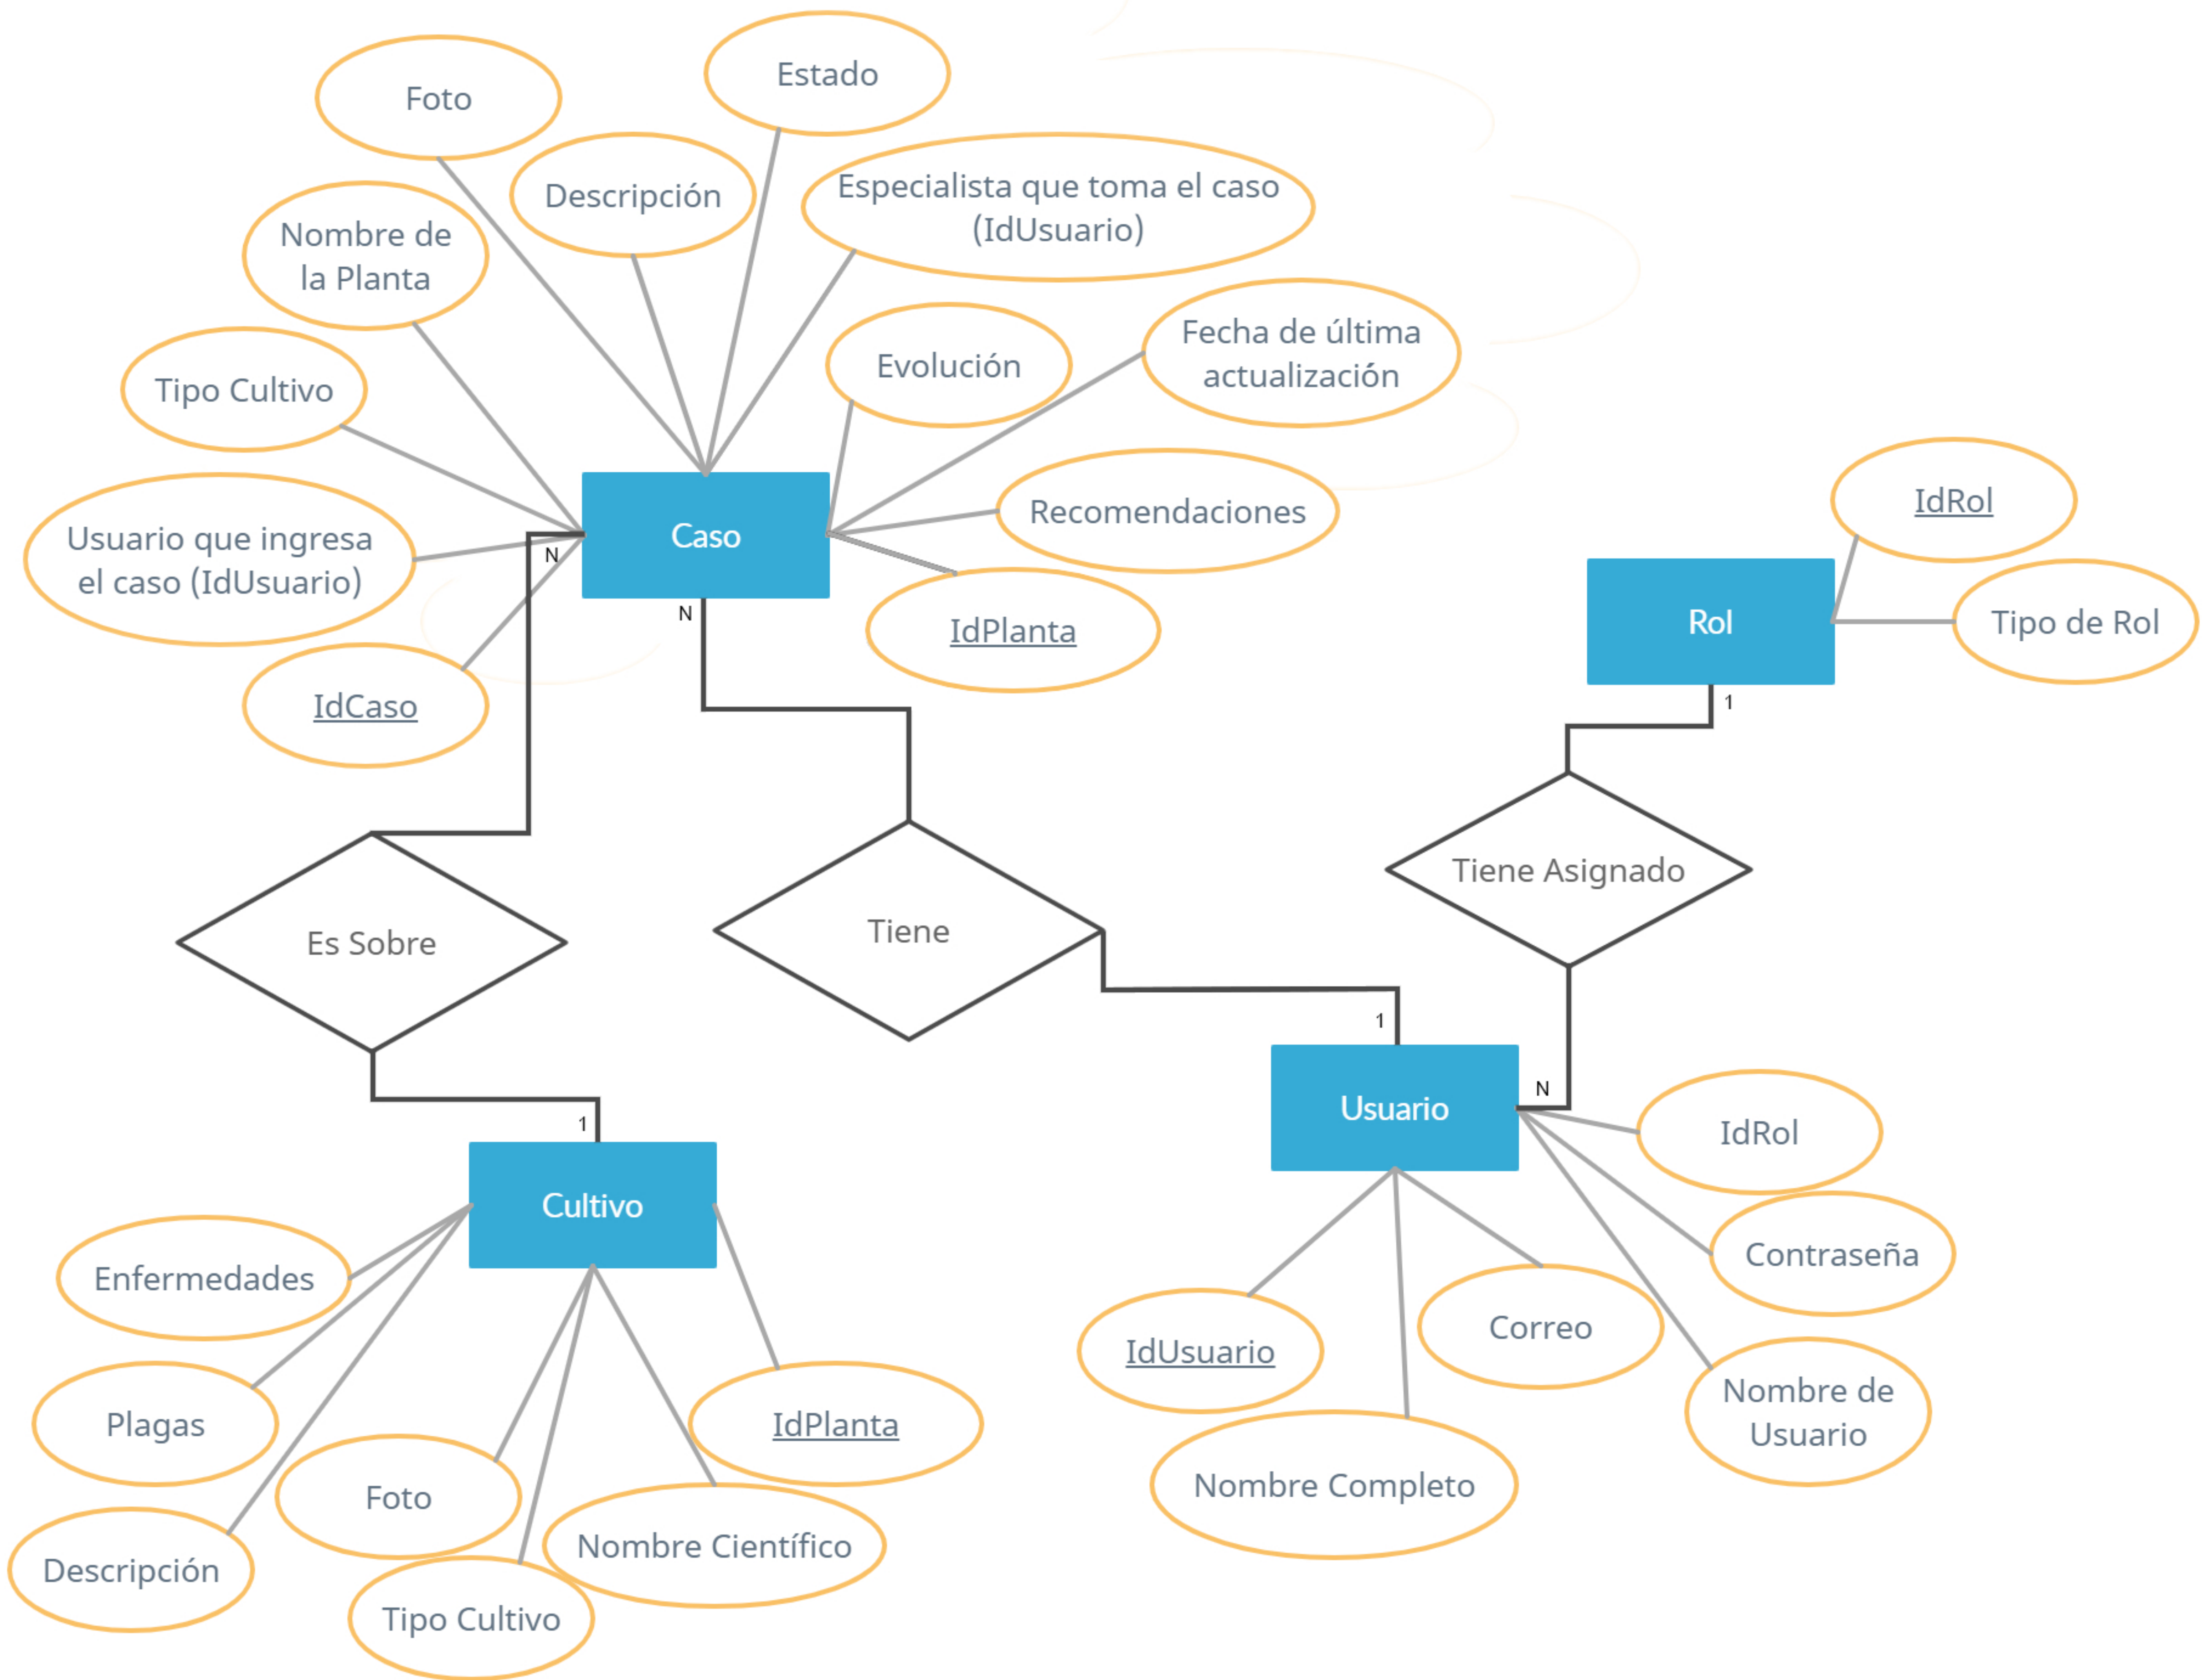 Estado
Foto
Descripción
Especialista que toma el caso
(IdUsuario)
Nombre de
la Planta
Evolución
Fecha de última
actualización
Tipo Cultivo
Usuario que ingresa
el caso (IdUsuario)
N
Caso
Recomendaciones
IdPlanta
N
IdCaso
IdRol
Rol
Tipo de Rol
1
Tiene Asignado
Es Sobre
Tiene
1
Usuario
N
IdRol
Contraseña
Nombre de
Usuario
Correo
IdUsuario
Nombre Completo
1
Cultivo
Enfermedades
Plagas
Descripción
Foto
Tipo Cultivo
Nombre Científico
IdPlanta